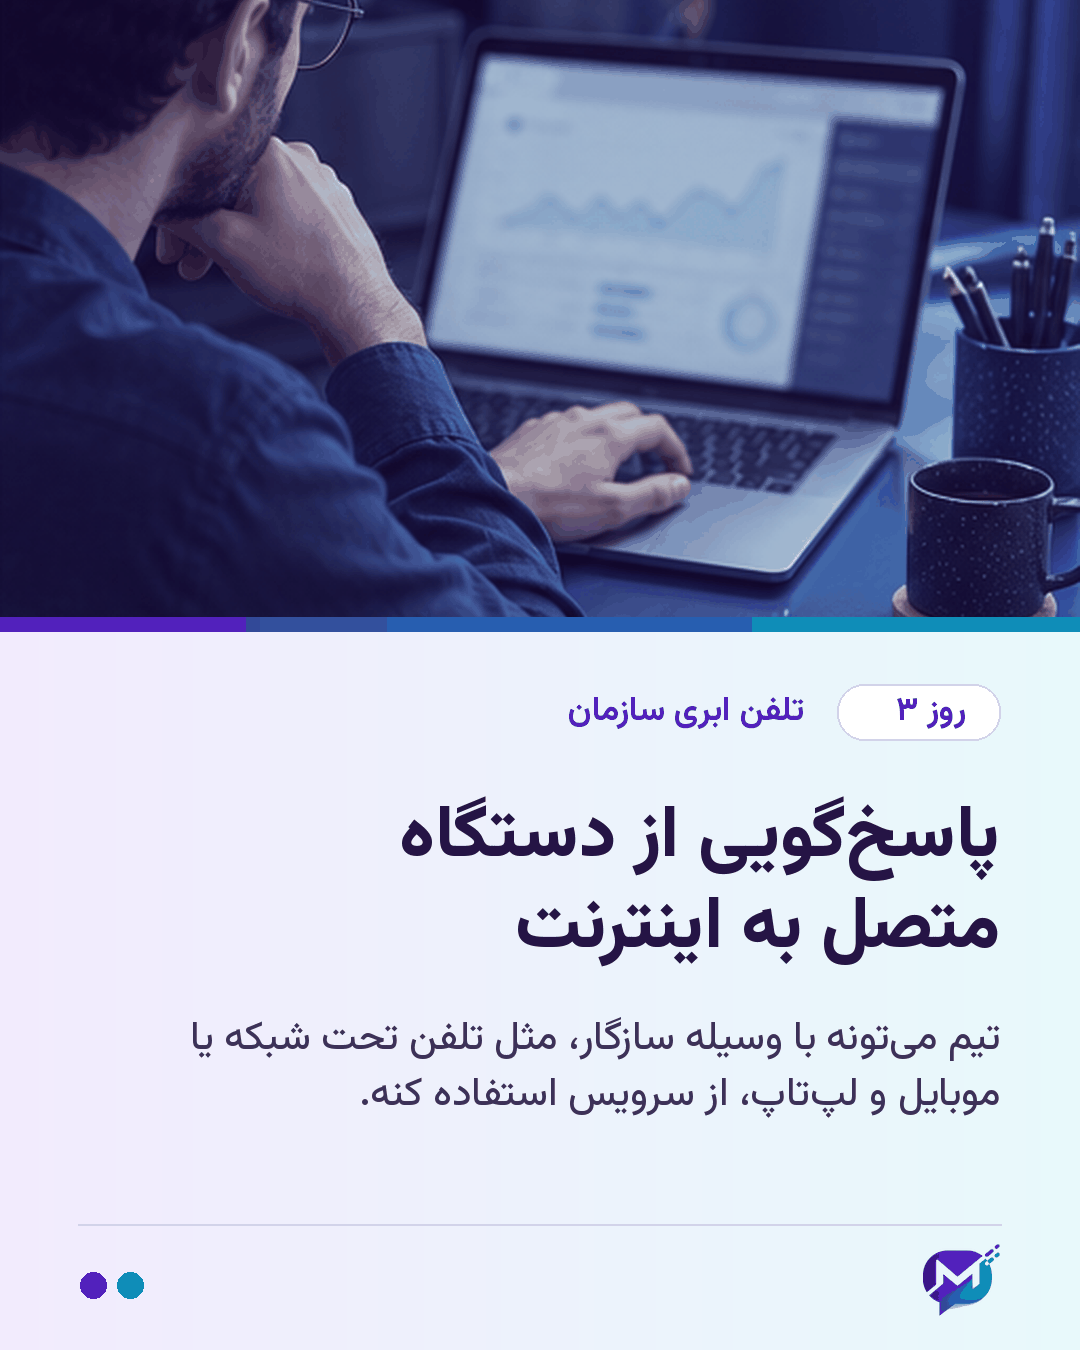 روز ۳
تلفن ابری سازمان
پاسخ‌گویی از دستگاه
متصل به اینترنت
تیم می‌تونه با وسیله سازگار، مثل تلفن تحت شبکه یا
موبایل و لپ‌تاپ، از سرویس استفاده کنه.